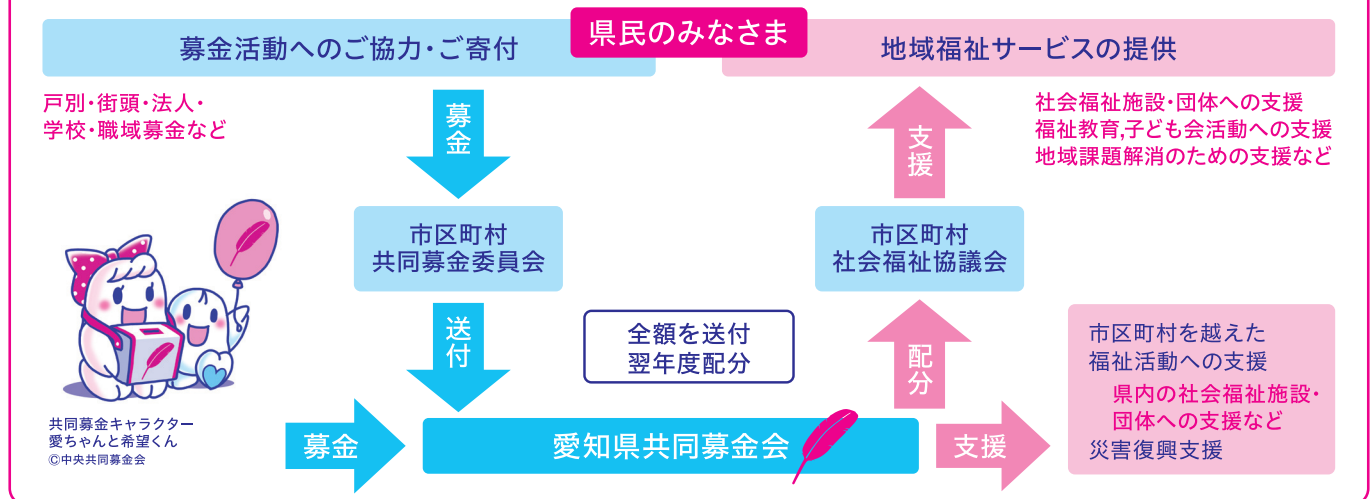 県民のみなさま
募金活動へのご協力・ご寄付
地域福祉サービスの提供
戸別・街頭・法人・
学校・職域募金など
募金
支援
社会福祉施設・団体への支援
福祉教育,子ども会活動への支援
地域課題解消のための支援など
市区町村
共同募金委員会
市区町村
社会福祉協議会
送付
全額を送付
翌年度配分
配分
市区町村を越えた
福祉活動への支援
県内の社会福祉施設・
団体への支援など
災害復興支援
共同募金キャラクター
愛ちゃんと希望くん
©中央共同募金会
募金
愛知県共同募金会
支援